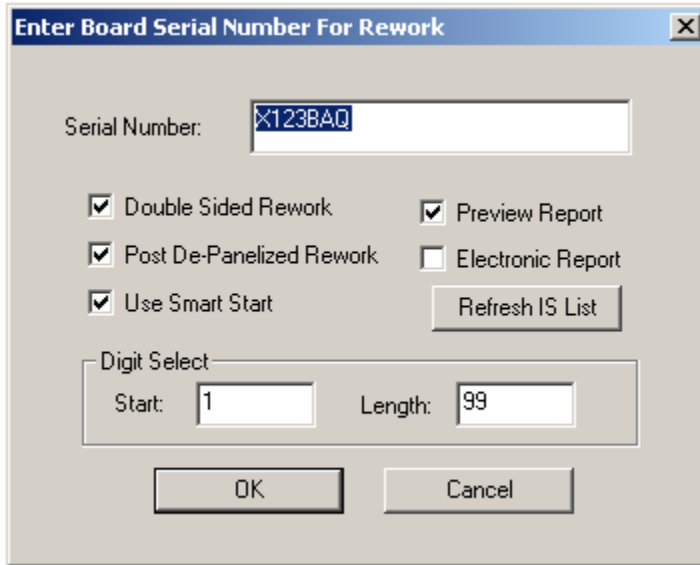 Enter Board Serial Number For Rework
Serial Number: X123BAQ
Double Sided Rework Preview Report
Post De-Panelized Rework Electronic Report
Use Smart Start Refresh IS List
Digit Select
Start: 1 Length: 99
OK Cancel